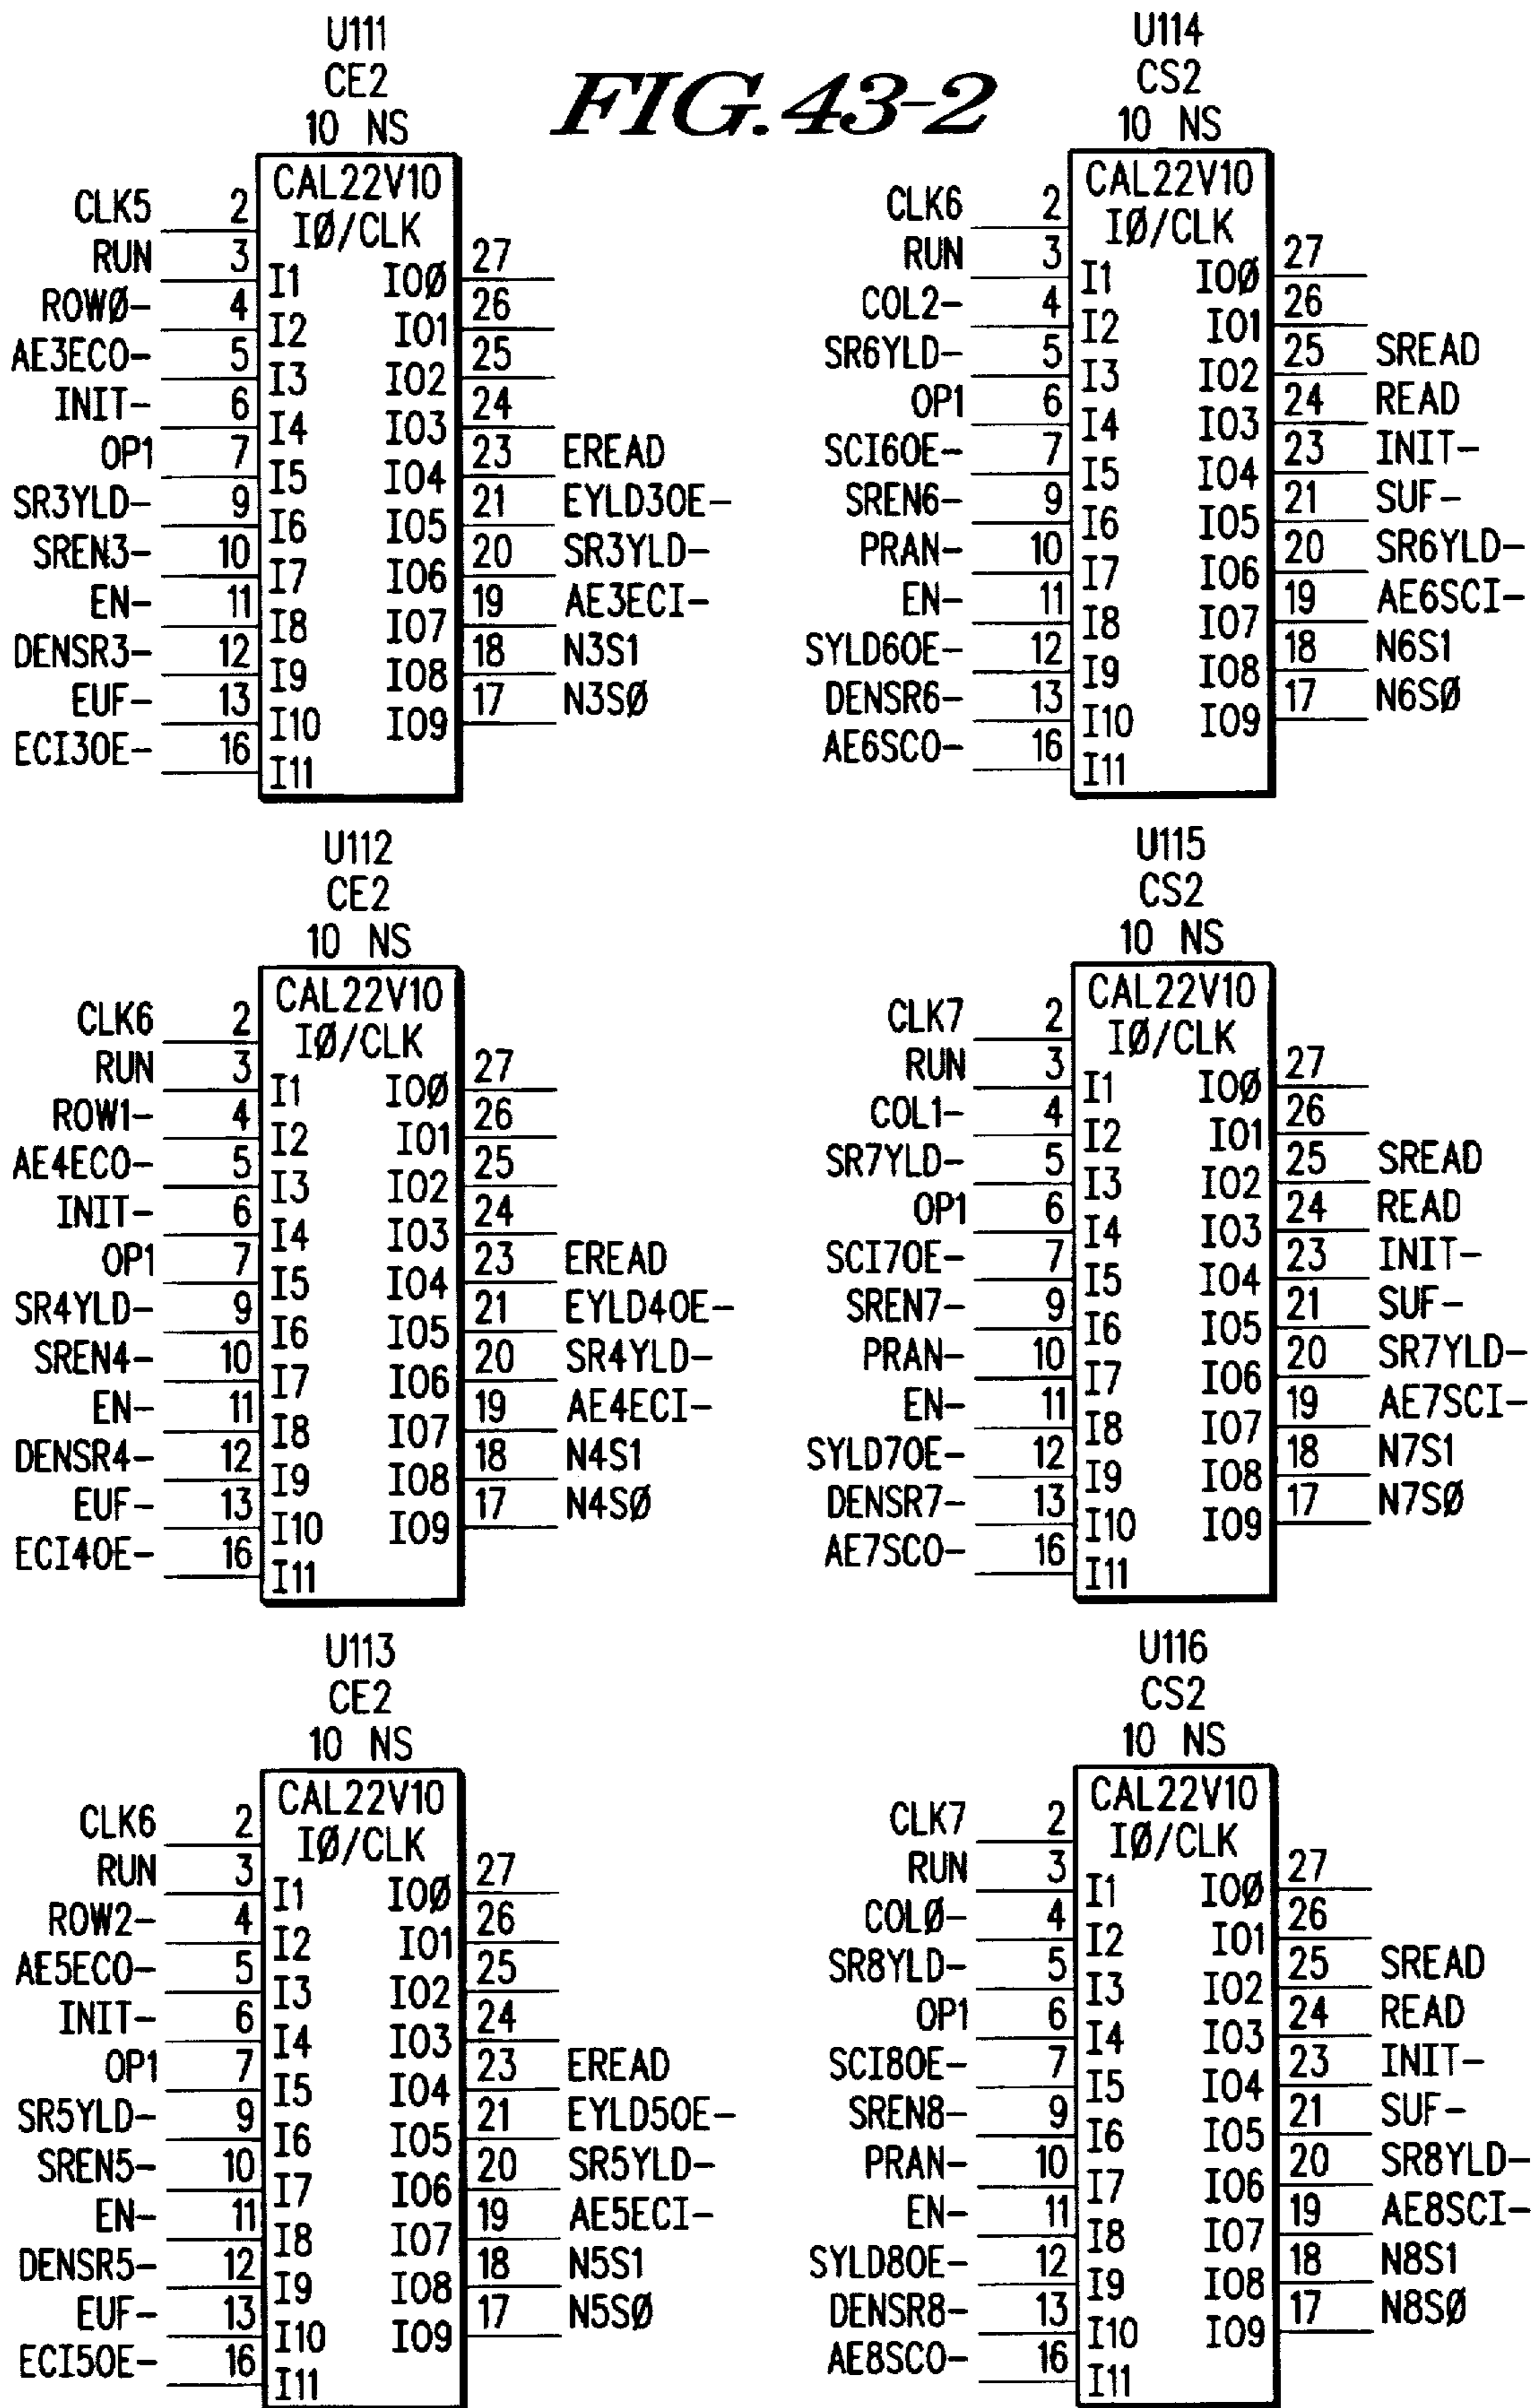 FIG.43-2
U111
CE2
10 NS
CAL22V10
CLK5 2 IØ/CLK
RUN 3 I1 IOØ 27
ROWØ- 4 I2 IO1 26
AE3ECO- 5 I3 IO2 25
INIT- 6 I4 IO3 24
OP1 7 I5 IO4 23 EREAD
SR3YLD- 9 I6 IO5 21 EYLD3OE-
SREN3- 10 I7 IO6 20 SR3YLD-
EN- 11 I8 IO7 19 AE3ECI-
DENSR3- 12 I9 IO8 18 N3S1
EUF- 13 I10 IO9 17 N3SØ
ECI3OE- 16 I11
U112
CE2
10 NS
CAL22V10
CLK6 2 IØ/CLK
RUN 3 I1 IOØ 27
ROW1- 4 I2 IO1 26
AE4ECO- 5 I3 IO2 25
INIT- 6 I4 IO3 24
OP1 7 I5 IO4 23 EREAD
SR4YLD- 9 I6 IO5 21 EYLD4OE-
SREN4- 10 I7 IO6 20 SR4YLD-
EN- 11 I8 IO7 19 AE4ECI-
DENSR4- 12 I9 IO8 18 N4S1
EUF- 13 I10 IO9 17 N4SØ
ECI4OE- 16 I11
U113
CE2
10 NS
CAL22V10
CLK6 2 IØ/CLK
RUN 3 I1 IOØ 27
ROW2- 4 I2 IO1 26
AE5ECO- 5 I3 IO2 25
INIT- 6 I4 IO3 24
OP1 7 I5 IO4 23 EREAD
SR5YLD- 9 I6 IO5 21 EYLD5OE-
SREN5- 10 I7 IO6 20 SR5YLD-
EN- 11 I8 IO7 19 AE5ECI-
DENSR5- 12 I9 IO8 18 N5S1
EUF- 13 I10 IO9 17 N5SØ
ECI5OE- 16 I11
U114
CS2
10 NS
CAL22V10
CLK6 2 IØ/CLK
RUN 3 I1 IOØ 27
COL2- 4 I2 IO1 26
SR6YLD- 5 I3 IO2 25 SREAD
OP1 6 I4 IO3 24 READ
SCI6OE- 7 I5 IO4 23 INIT-
SREN6- 9 I6 IO5 21 SUF-
PRAN- 10 I7 IO6 20 SR6YLD-
EN- 11 I8 IO7 19 AE6SCI-
SYLD6OE- 12 I9 IO8 18 N6S1
DENSR6- 13 I10 IO9 17 N6SØ
AE6SCO- 16 I11
U115
CS2
10 NS
CAL22V10
CLK7 2 IØ/CLK
RUN 3 I1 IOØ 27
COL1- 4 I2 IO1 26
SR7YLD- 5 I3 IO2 25 SREAD
OP1 6 I4 IO3 24 READ
SCI7OE- 7 I5 IO4 23 INIT-
SREN7- 9 I6 IO5 21 SUF-
PRAN- 10 I7 IO6 20 SR7YLD-
EN- 11 I8 IO7 19 AE7SCI-
SYLD7OE- 12 I9 IO8 18 N7S1
DENSR7- 13 I10 IO9 17 N7SØ
AE7SCO- 16 I11
U116
CS2
10 NS
CAL22V10
CLK7 2 IØ/CLK
RUN 3 I1 IOØ 27
COLØ- 4 I2 IO1 26
SR8YLD- 5 I3 IO2 25 SREAD
OP1 6 I4 IO3 24 READ
SCI8OE- 7 I5 IO4 23 INIT-
SREN8- 9 I6 IO5 21 SUF-
PRAN- 10 I7 IO6 20 SR8YLD-
EN- 11 I8 IO7 19 AE8SCI-
SYLD8OE- 12 I9 IO8 18 N8S1
DENSR8- 13 I10 IO9 17 N8SØ
AE8SCO- 16 I11